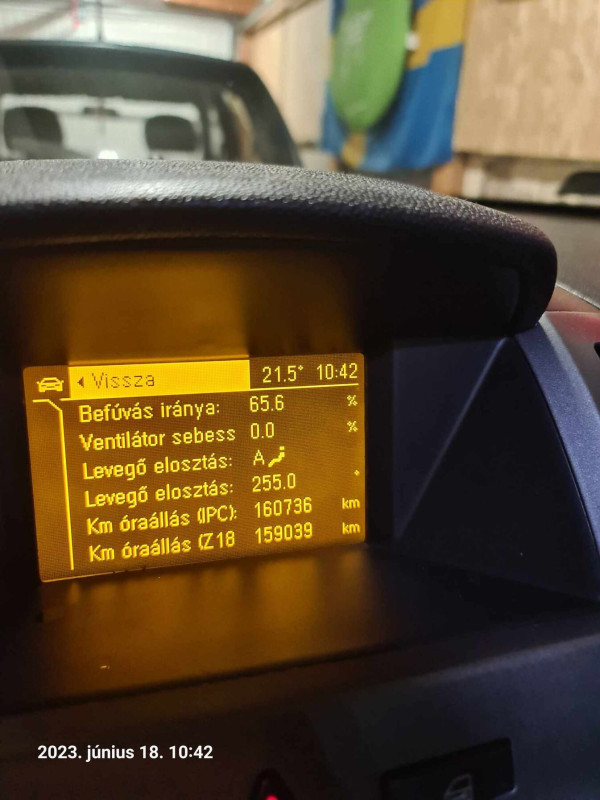 Vissza 21.5° 10:42
Befúvás iránya: 65.6 %
Ventilátor sebess 0.0 %
Levegő elosztás: A
Levegő elosztás: 255.0 °
Km óraállás (IPC): 160736 km
Km óraállás (Z18 159039 km
2023. június 18. 10:42